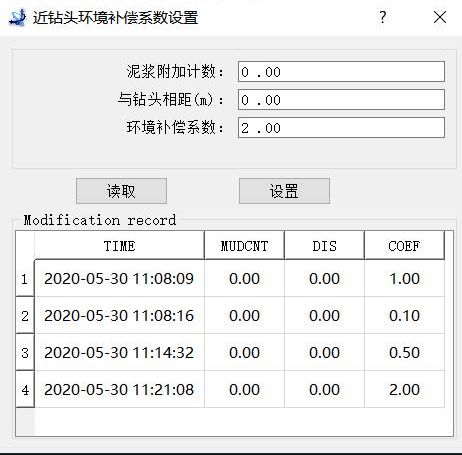 近钻头环境补偿系数设置 ? ×
泥浆附加计数： 0 .00
与钻头相距(m)： 0 .00
环境补偿系数： 2 .00
读取 设置
Modification record
TIME MUDCNT DIS COEF
1 2020-05-30 11:08:09 0.00 0.00 1.00
2 2020-05-30 11:08:16 0.00 0.00 0.10
3 2020-05-30 11:14:32 0.00 0.00 0.50
4 2020-05-30 11:21:08 0.00 0.00 2.00